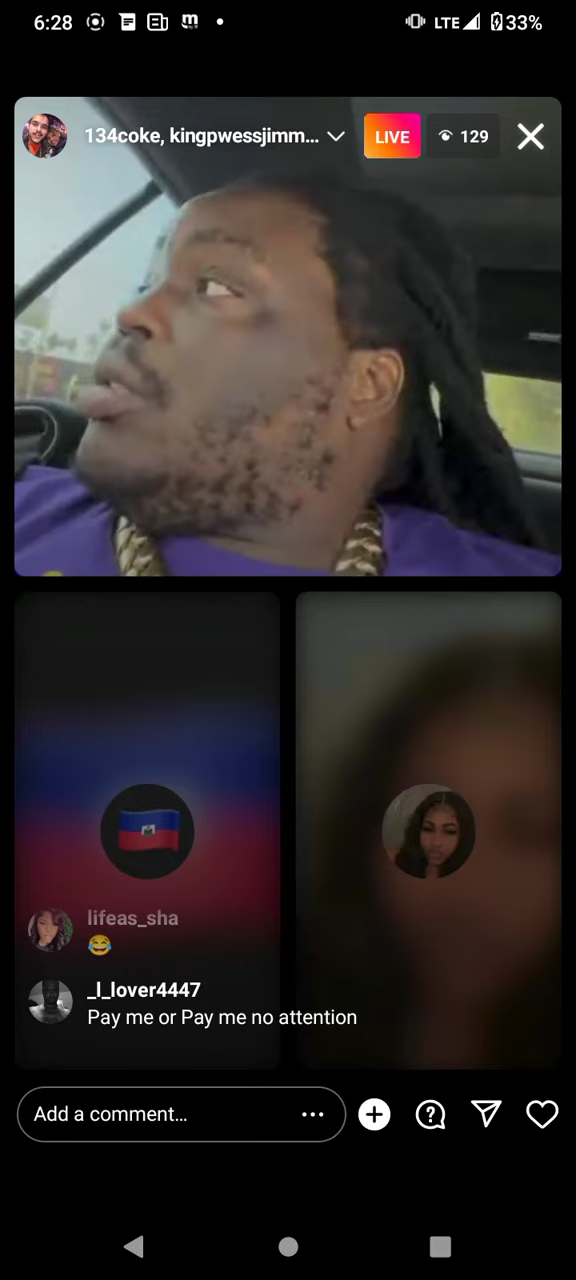 6:28
LTE
33%
134coke, kingpwessjimm...
LIVE
129
lifeas_sha
😂
_l_lover4447
Pay me or Pay me no attention
Add a comment...